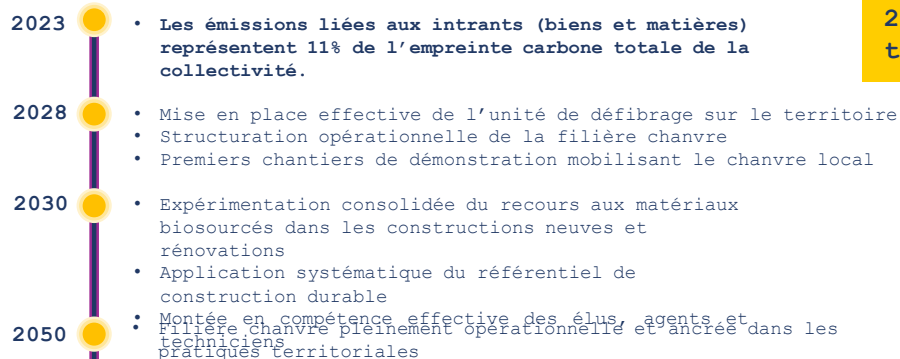 2023
• Les émissions liées aux intrants (biens et matières)
représentent 11% de l’empreinte carbone totale de la
collectivité.
2
t
2028
• Mise en place effective de l’unité de défibrage sur le territoire
• Structuration opérationnelle de la filière chanvre
• Premiers chantiers de démonstration mobilisant le chanvre local
2030
• Expérimentation consolidée du recours aux matériaux
biosourcés dans les constructions neuves et
rénovations
• Application systématique du référentiel de
construction durable
• Montée en compétence effective des élus, agents et
techniciens
2050
• Filière chanvre pleinement opérationnelle et ancrée dans les
pratiques territoriales